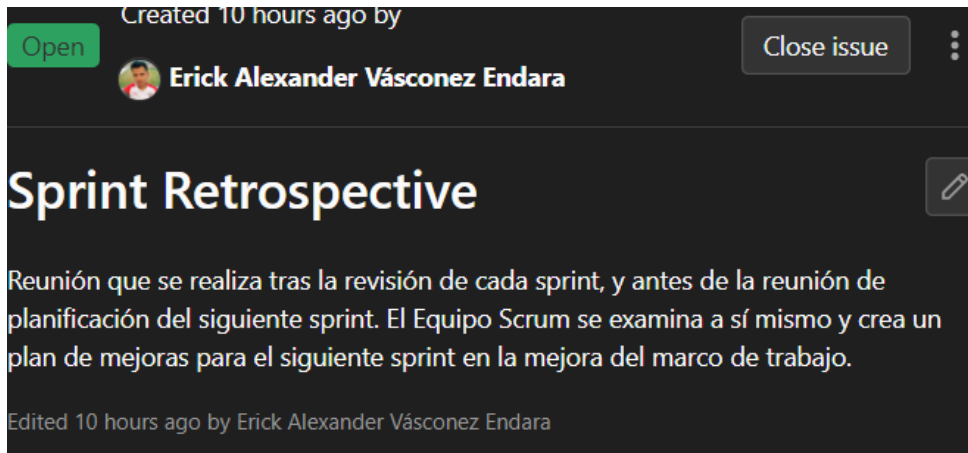 Created 10 hours ago by
Open
Close issue
Erick Alexander Vásconez Endara
Sprint Retrospective
Reunión que se realiza tras la revisión de cada sprint, y antes de la reunión de
planificación del siguiente sprint. El Equipo Scrum se examina a sí mismo y crea un
plan de mejoras para el siguiente sprint en la mejora del marco de trabajo.
Edited 10 hours ago by Erick Alexander Vásconez Endara